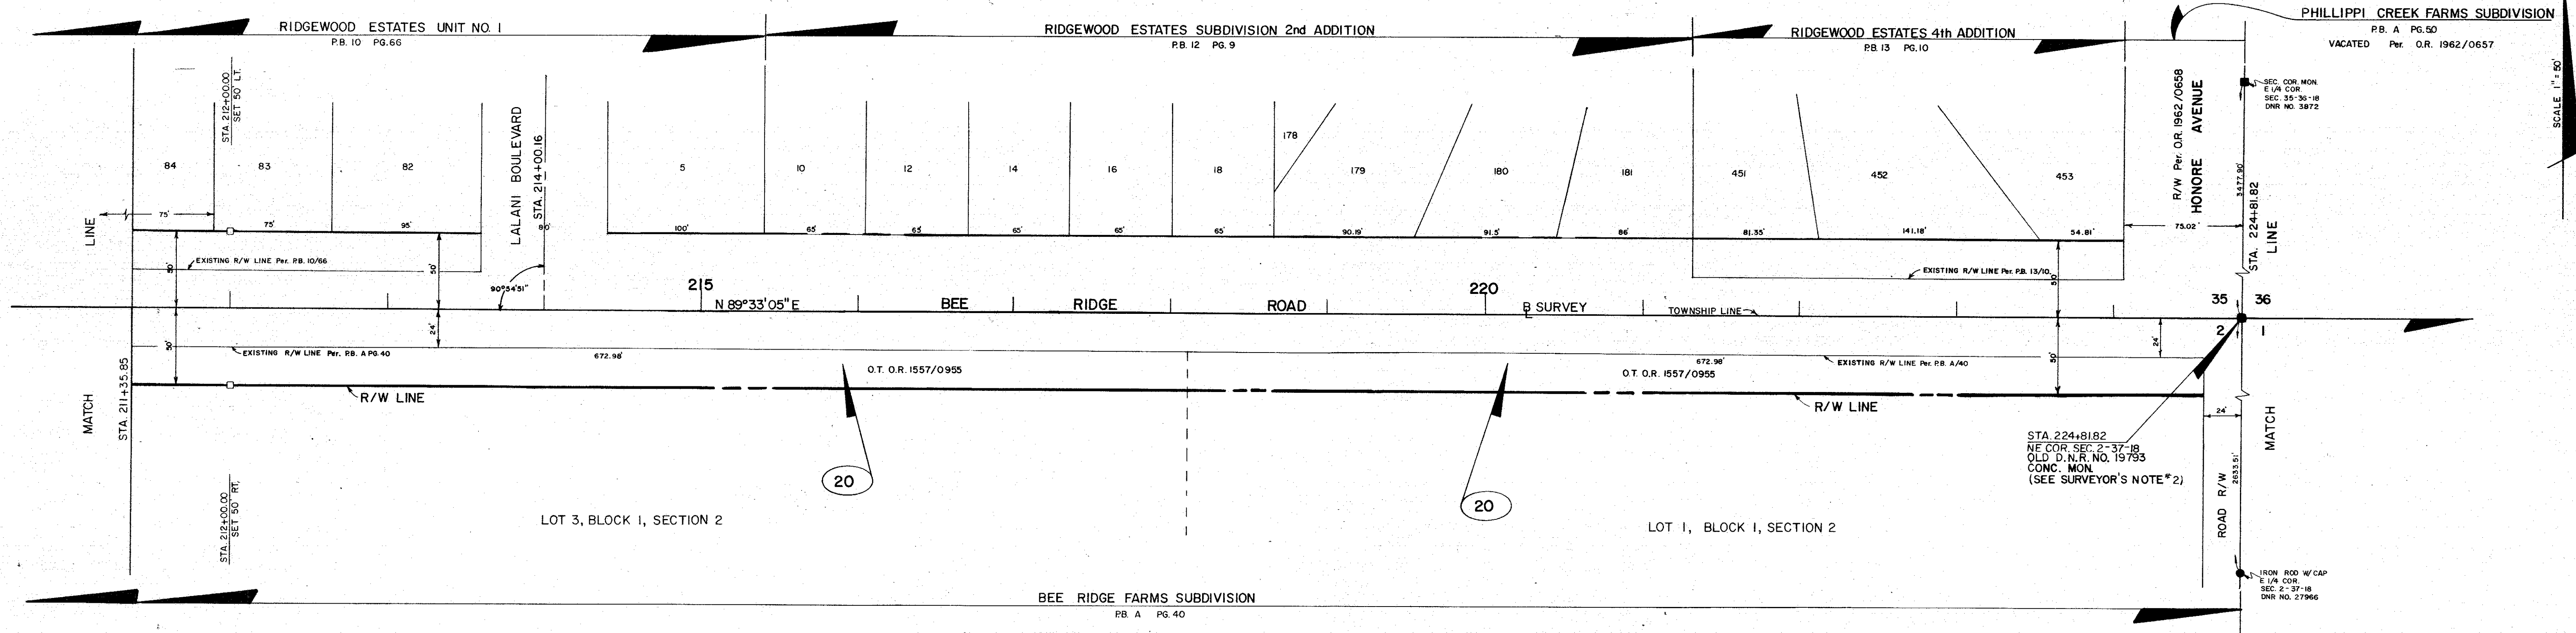 RIDGEWOOD ESTATES UNIT NO. 1
P.B. 10 PG.66
RIDGEWOOD ESTATES SUBDIVISION 2nd ADDITION
P.B. 12 PG. 9
RIDGEWOOD ESTATES 4th ADDITION
P.B. 13 PG. 10
PHILLIPPI CREEK FARMS SUBDIVISION
P.B. A PG.50
VACATED Per. O.R. 1962/0657
SCALE 1" = 50'
STA. 212+00.00
SET 50' LT.
LALANI BOULEVARD
STA. 214+00.16
80'
R/W Per. O.R. 1962/0658
HONORE AVENUE
SEC. COR. MON.
E 1/4 COR.
SEC. 35-36-18
DNR NO. 3872
84
83
82
5
10
12
14
16
18
178
179
180
181
451
452
453
75'
75'
95'
100'
65'
65'
65'
65'
65'
90.19'
91.5'
86'
81.35'
141.18'
54.81'
75.02'
STA. 224+81.82
LINE
LINE
EXISTING R/W LINE Per. P.B. 10/66
50'
50'
90°54'51"
EXISTING R/W LINE Per. P.B. 13/10
50'
215
220
N 89°33'05" E
BEE RIDGE ROAD
B SURVEY
TOWNSHIP LINE
35
36
2
1
50'
24'
EXISTING R/W LINE Per. P.B. A PG. 40
672.98'
O.T. O.R. 1557/0955
672.98'
O.T. O.R. 1557/0955
EXISTING R/W LINE Per. P.B. A/40
50'
24'
R/W LINE
R/W LINE
24'
MATCH
STA. 211+35.85
MATCH
STA. 224+81.82
NE COR. SEC. 2-37-18
OLD D.N.R. NO. 19793
CONC. MON.
(SEE SURVEYOR'S NOTE #2)
20
20
STA. 212+00.00
SET 50' RT.
LOT 3, BLOCK 1, SECTION 2
LOT 1, BLOCK 1, SECTION 2
ROAD R/W
2633.51'
IRON ROD W/ CAP
E 1/4 COR.
SEC. 2-37-18
DNR NO. 27966
BEE RIDGE FARMS SUBDIVISION
P.B. A PG. 40